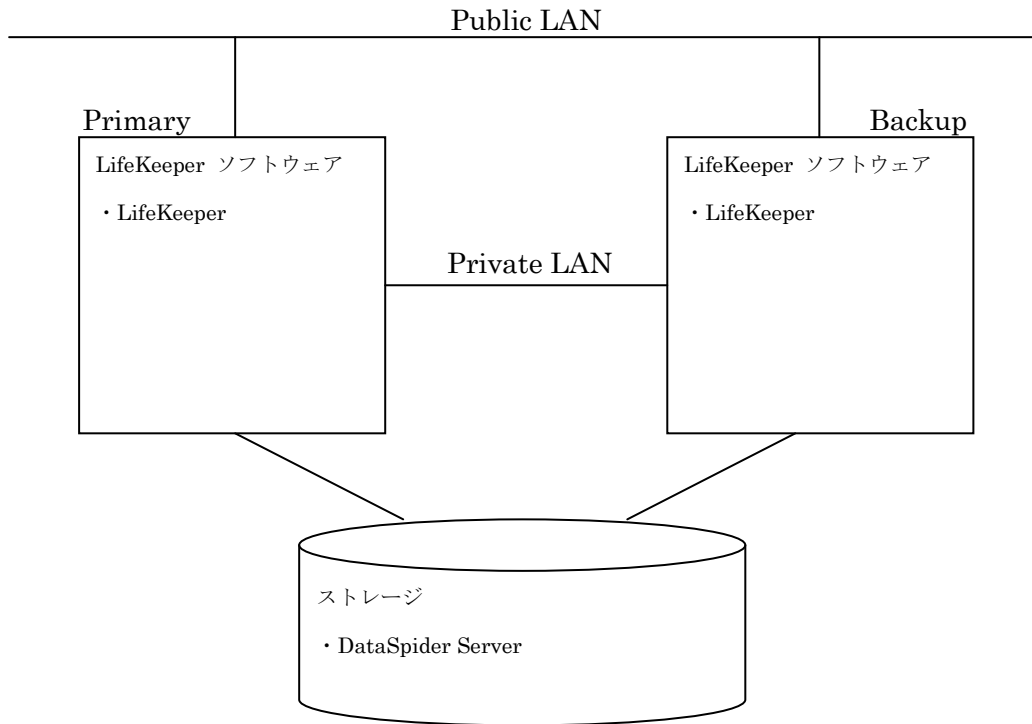 Public LAN
Primary
Backup
LifeKeeper ソフトウェア
・LifeKeeper
LifeKeeper ソフトウェア
・LifeKeeper
Private LAN
ストレージ
・DataSpider Server